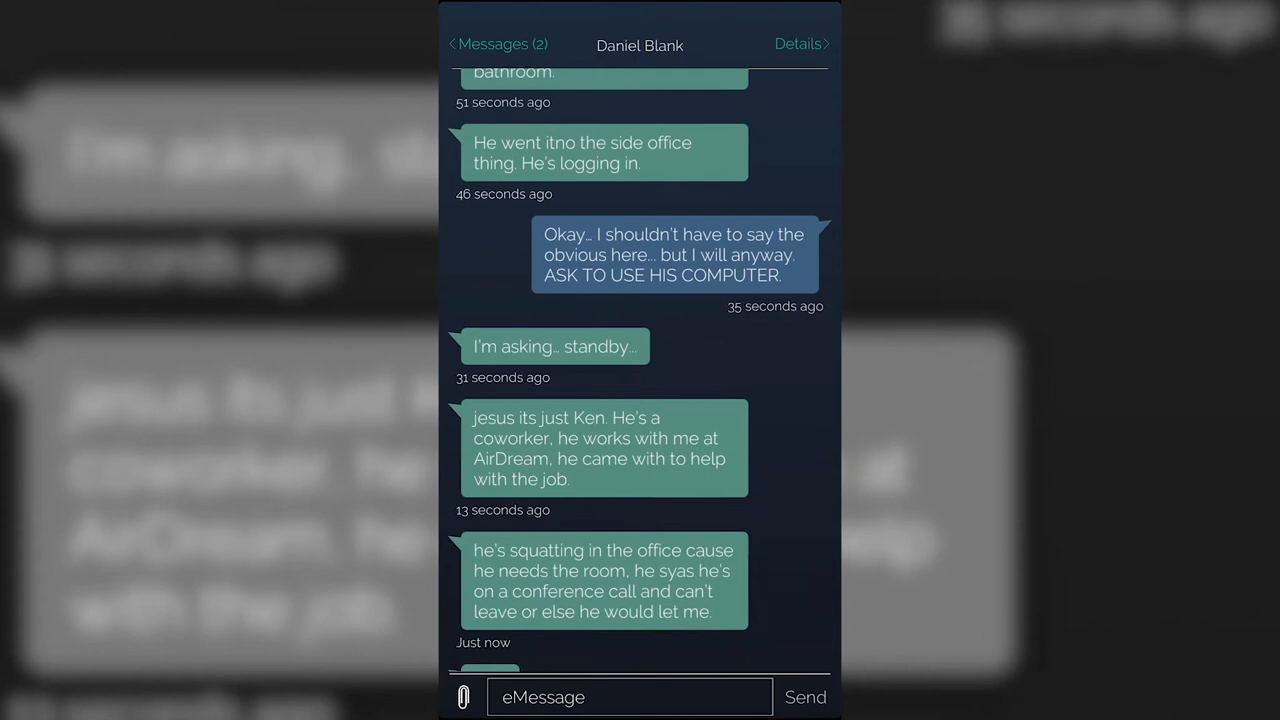 ‹Messages (2)
Daniel Blank
Details›
bathroom.
51 seconds ago
He went itno the side office
thing. He's logging in.
46 seconds ago
Okay... I shouldn't have to say the
obvious here... but I will anyway.
ASK TO USE HIS COMPUTER.
35 seconds ago
I'm asking... standby...
31 seconds ago
jesus its just Ken. He's a
coworker, he works with me at
AirDream, he came with to help
with the job.
13 seconds ago
he's squatting in the office cause
he needs the room, he syas he's
on a conference call and can't
leave or else he would let me.
Just now
eMessage
Send